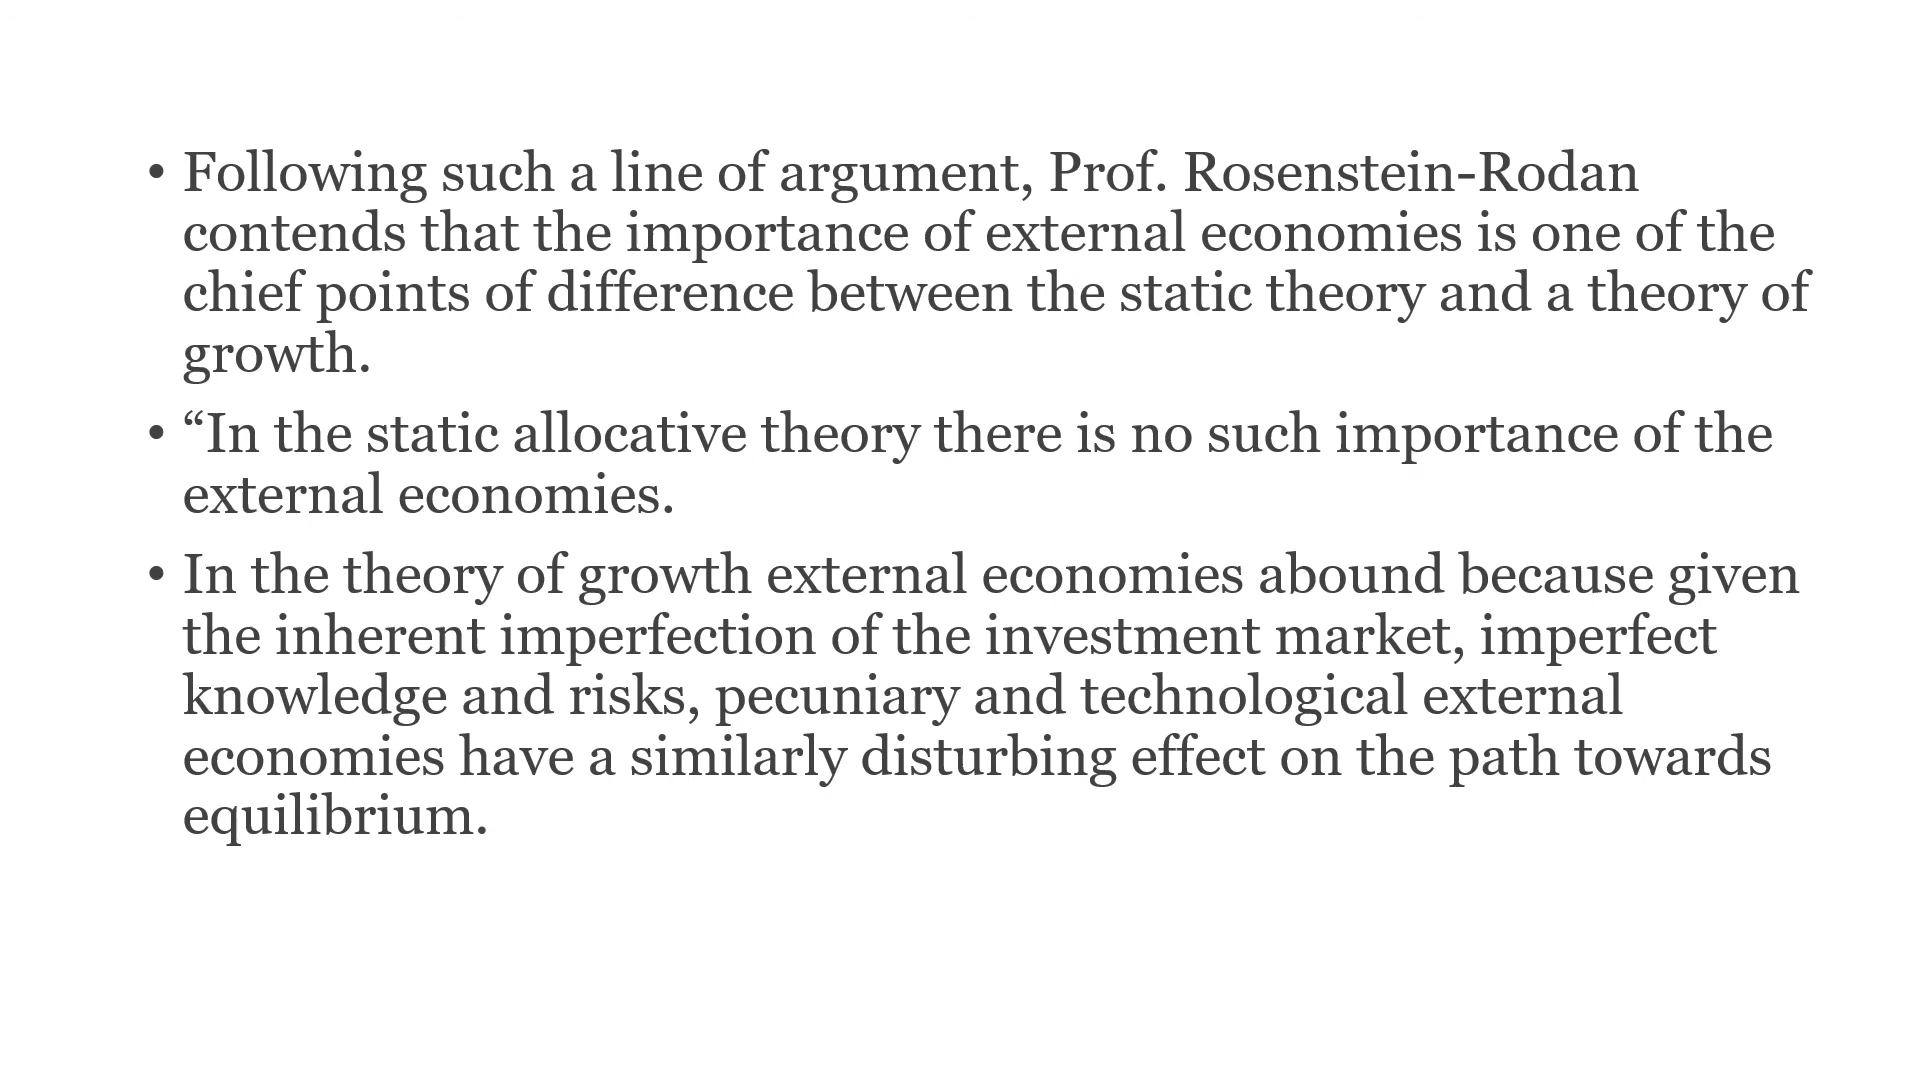 • Following such a line of argument, Prof. Rosenstein-Rodan
contends that the importance of external economies is one of the
chief points of difference between the static theory and a theory of
growth.
• “In the static allocative theory there is no such importance of the
external economies.
• In the theory of growth external economies abound because given
the inherent imperfection of the investment market, imperfect
knowledge and risks, pecuniary and technological external
economies have a similarly disturbing effect on the path towards
equilibrium.